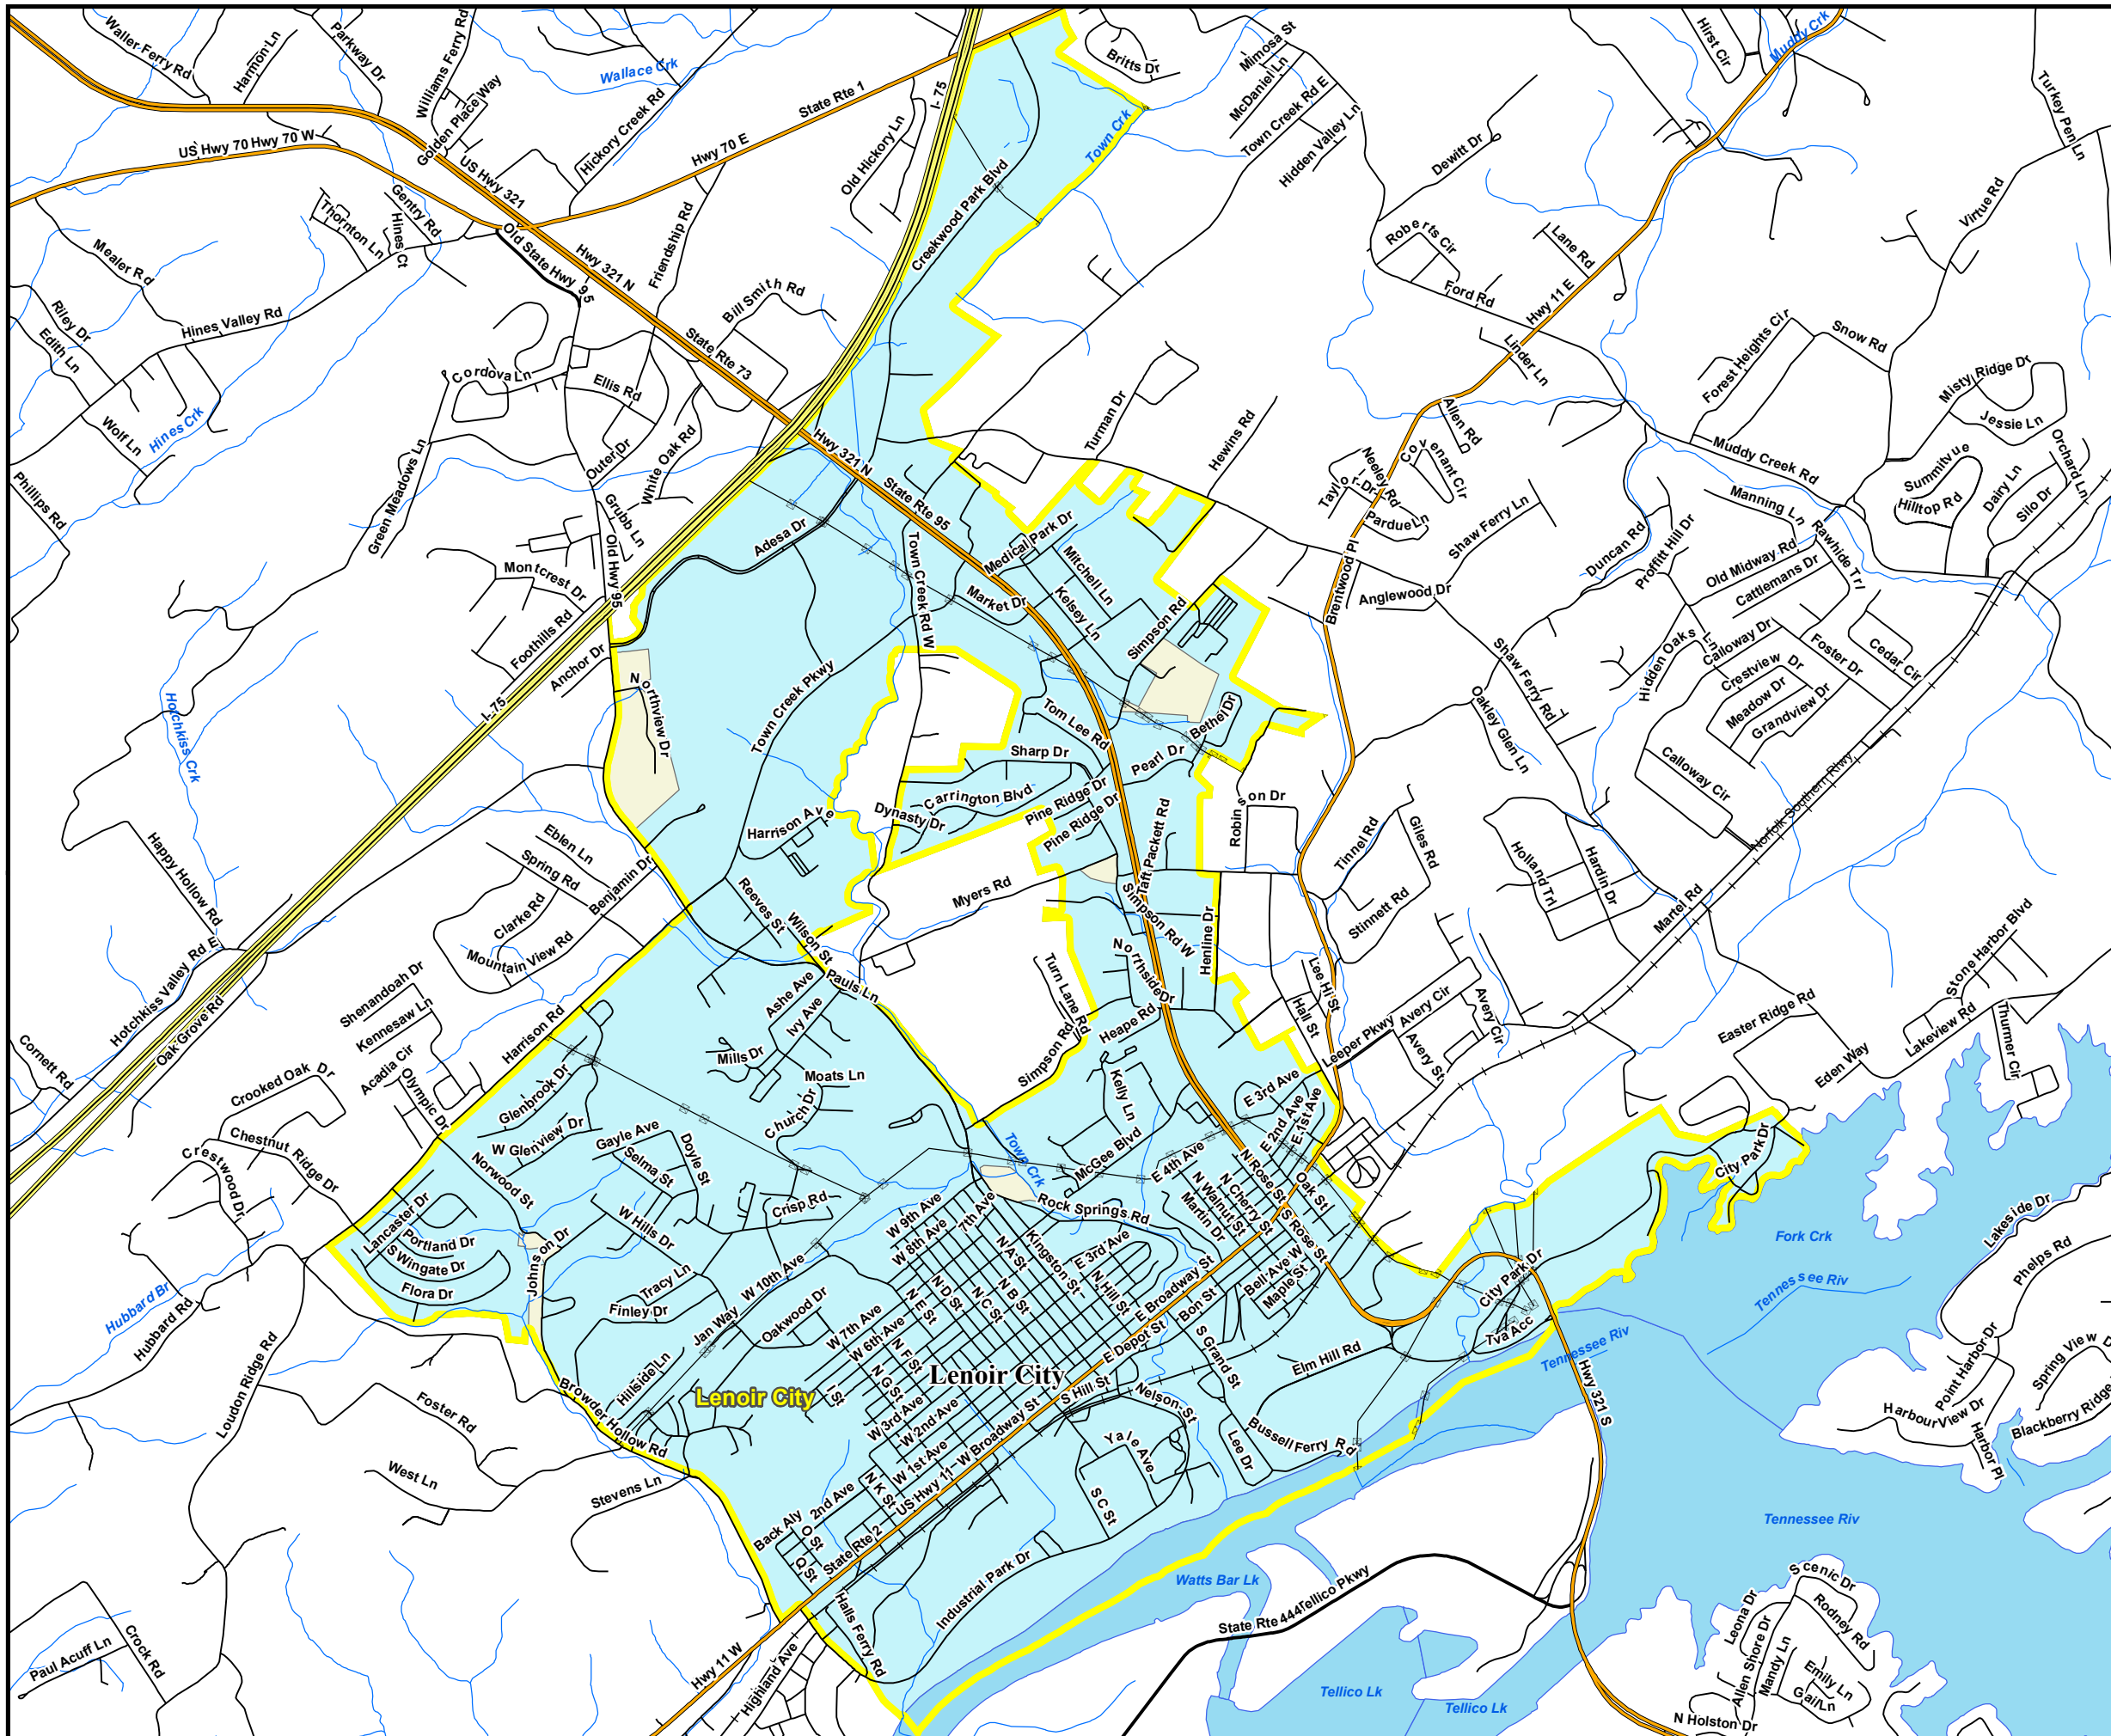 Waller Ferry Rd
Harmon Ln
Parkway Dr
Williams Ferry Rd
Golden Place Way
Wallace Crk
Hickory Creek Rd
State Rte 1
I-75
Britts Dr
Mimosa St
McDaniel Ln
Town Creek Rd E
Hidden Valley Ln
Hirst Cir
Muddy Crk
Turkey Pen Ln
US Hwy 70 Hwy 70 W
US Hwy 321
Hwy 70 E
Old Hickory Ln
Town Crk
Dewitt Dr
Virtue Rd
Thornton Ln
Gentry Rd
Hines Ct
Old State Hwy 95
Hwy 321 N
Friendship Rd
Creekwood Park Blvd
Roberts Cir
Lane Rd
Ford Rd
Hwy 11 E
Mealer Rd
Riley Dr
Edith Ln
Hines Valley Rd
Bill Smith Rd
State Rte 73
Linder Ln
Forest Heights Cir
Snow Rd
Misty Ridge Dr
Jessie Ln
Cordova Ln
Ellis Rd
Wolf Ln
Hines Crk
Green Meadows Ln
Outer Dr
White Oak Rd
Grubb Ln
Hwy 321 N
State Rte 95
Turman Dr
Hewins Rd
Allen Rd
Covenant Cir
Neeley Rd
Taylor Dr
Pardue Ln
Shaw Ferry Ln
Muddy Creek Rd
Manning Ln
Summitvue
Hilltop Rd
Dairy Ln
Silo Dr
Orchard Ln
Phillips Rd
Old Hwy 95
Adesa Dr
Town Creek Rd W
Medical Park Dr
Mitchell Ln
Market Dr
Kelsey Ln
Simpson Rd
Brentwood Pl
Anglewood Dr
Duncan Rd
Proffitt Hill Dr
Old Midway Rd
Cattlemans Dr
Rawhide Trl
Montcrest Dr
Foothills Rd
Anchor Dr
Northview Dr
I-75
Hotchkiss Crk
Town Creek Pkwy
Shaw Ferry Rd
Oakley Glen Ln
Hidden Oaks Ln
Calloway Dr
Crestview Dr
Meadow Dr
Grandview Dr
Foster Dr
Cedar Cir
Calloway Cir
Norfolk Southern Rlwy
Tom Lee Rd
Bethel Dr
Sharp Dr
Pearl Dr
Carrington Blvd
Pine Ridge Dr
Pine Ridge Dr
Dynasty Dr
Harrison Ave
Taft Packett Rd
Robinson Dr
Tinnel Rd
Giles Rd
Stinnett Rd
Holland Trl
Hardin Dr
Martel Rd
Happy Hollow Rd
Eblen Ln
Spring Rd
Benjamin Dr
Clarke Rd
Mountain View Rd
Reeves St
Wilson St
Pauls Ln
Myers Rd
Simpson Rd W
Henline Dr
Northside Dr
Turn Lane Rd
Lee Hi St
Hall St
Avery Cir
Avery Cir
Avery St
Leeper Pkwy
Easter Ridge Rd
Stone Harbor Blvd
Lakeview Rd
Thurmer Cir
Eden Way
Hotchkiss Valley Rd E
Oak Grove Rd
Cornett Rd
Shenandoah Dr
Kennesaw Ln
Acadia Cir
Olympic Dr
Harrison Rd
Crooked Oak Dr
Chestnut Ridge Dr
Crestwood Dr
Glenbrook Dr
W Glenview Dr
Gayle Ave
Selma St
Doyle St
Norwood St
Ashe Ave
Ivy Ave
Mills Dr
Moats Ln
Church Dr
Simpson Rd
Heape Rd
Kelly Ln
McGee Blvd
Town Crk
E 3rd Ave
E 2nd Ave
E 1st Ave
E 4th Ave
N Rose St
Oak St
S Rose St
N Cherry St
N Walnut St
Martin Dr
Rock Springs Rd
Crisp Rd
W Hills Dr
Lancaster Dr
Portland Dr
S Wingate Dr
Flora Dr
Johnson Dr
Tracy Ln
Finley Dr
W 10th Ave
Jan Way
Oakwood Dr
W 9th Ave
W 8th Ave
7th Ave
W 7th Ave
W 6th Ave
N A St
Kingston St
E 3rd Ave
N Hill St
N B St
N C St
N D St
N E St
N F St
N G St
I St
E Broadway St
Bon St
E Depot St
Bell Ave W
Maple St
S Grand St
Elm Hill Rd
City Park Dr
City Park Dr
Tva Acc
Fork Crk
Tennessee Riv
Tennessee Riv
Lakeside Dr
Phelps Rd
Hubbard Br
Hubbard Rd
Loudon Ridge Rd
Foster Rd
West Ln
Stevens Ln
Browder Hollow Rd
Hillside Ln
Lenoir City
Lenoir City
W 3rd Ave
W 2nd Ave
W 1st Ave
N K St
US Hwy 11
W Broadway St
S Hill St
Nelson St
Yale Ave
S C St
Lee Dr
Bussell Ferry Rd
Hwy 321 S
Point Harbor Dr
Harbour View Dr
Harbor Pl
Spring View D
Blackberry Ridge
Back Aly
2nd Ave
O St
Q St
State Rte 2
Halls Ferry Rd
Industrial Park Dr
Hwy 11 W
Highland Ave
Paul Acuff Ln
Crock Rd
Watts Bar Lk
State Rte 444
Tellico Pkwy
Tellico Lk
Tellico Lk
Tennessee Riv
Scenic Dr
Leona Dr
Rodney Rd
Allen Shore Dr
Mandy Ln
Emily Ln
Gail Ln
N Holston Dr